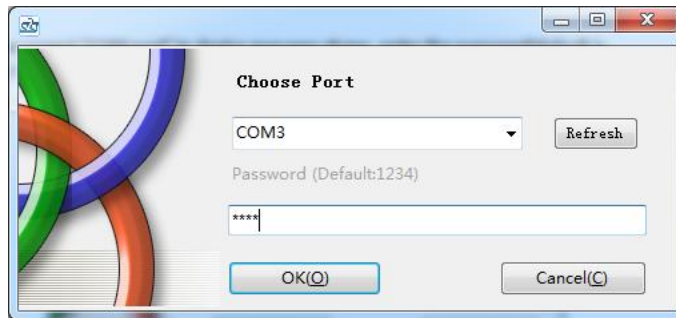 Choose Port
COM3
Refresh
Password (Default:1234)
****
OK(O)
Cancel(C)